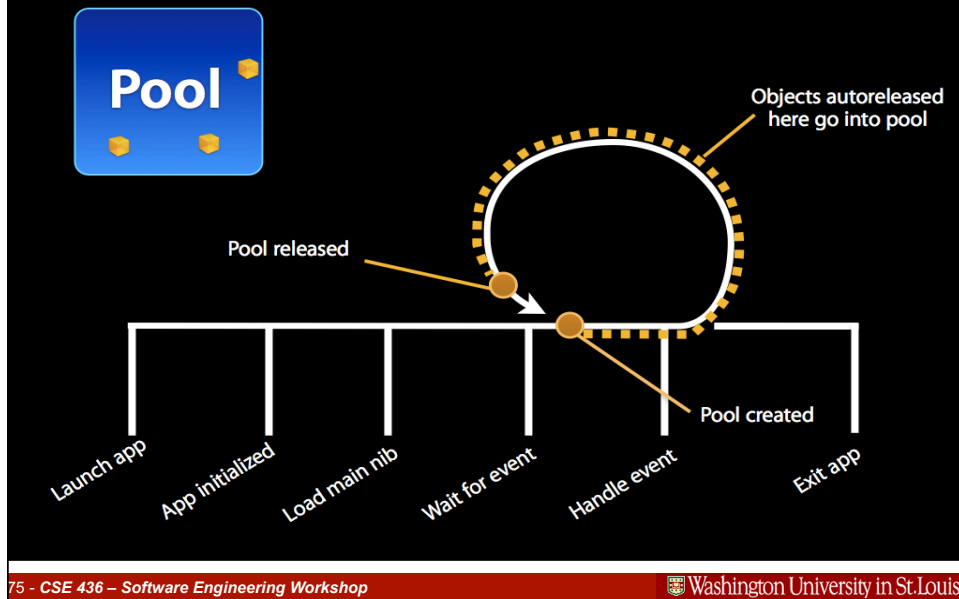 Pool
Objects autoreleased
here go into pool
Pool released
Pool created
Launch app
App initialized
Load main nib
Wait for event
Handle event
Exit app
75 - CSE 436 – Software Engineering Workshop
Washington University in St.Louis